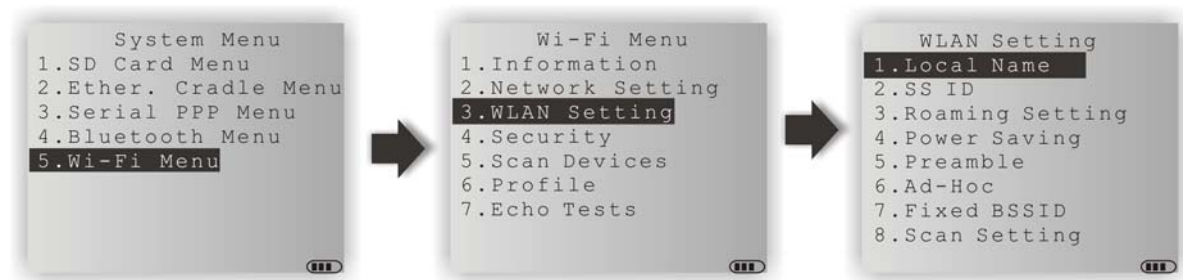 System Menu
1.SD Card Menu
2.Ether. Cradle Menu
3.Serial PPP Menu
4.Bluetooth Menu
5.Wi-Fi Menu
Wi-Fi Menu
1.Information
2.Network Setting
3.WLAN Setting
4.Security
5.Scan Devices
6.Profile
7.Echo Tests
WLAN Setting
1.Local Name
2.SS ID
3.Roaming Setting
4.Power Saving
5.Preamble
6.Ad-Hoc
7.Fixed BSSID
8.Scan Setting